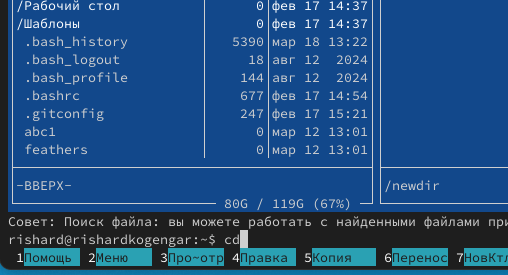 /Рабочий стол 0 фев 17 14:37
/Шаблоны 0 фев 17 14:37
.bash_history 5390 мар 18 13:22
.bash_logout 18 авг 12 2024
.bash_profile 144 авг 12 2024
.bashrc 677 фев 17 14:54
.gitconfig 247 фев 17 15:21
abc1 0 мар 12 13:01
feathers 0 мар 12 13:01
-ВВЕРХ- /newdir
80G / 119G (67%)
Совет: Поиск файла: вы можете работать с найденными файлами при
rishard@rishardkogengar:~$ cd
1Помощь 2Меню 3Про~отр 4Правка 5Копия 6Перенос 7НовКтл